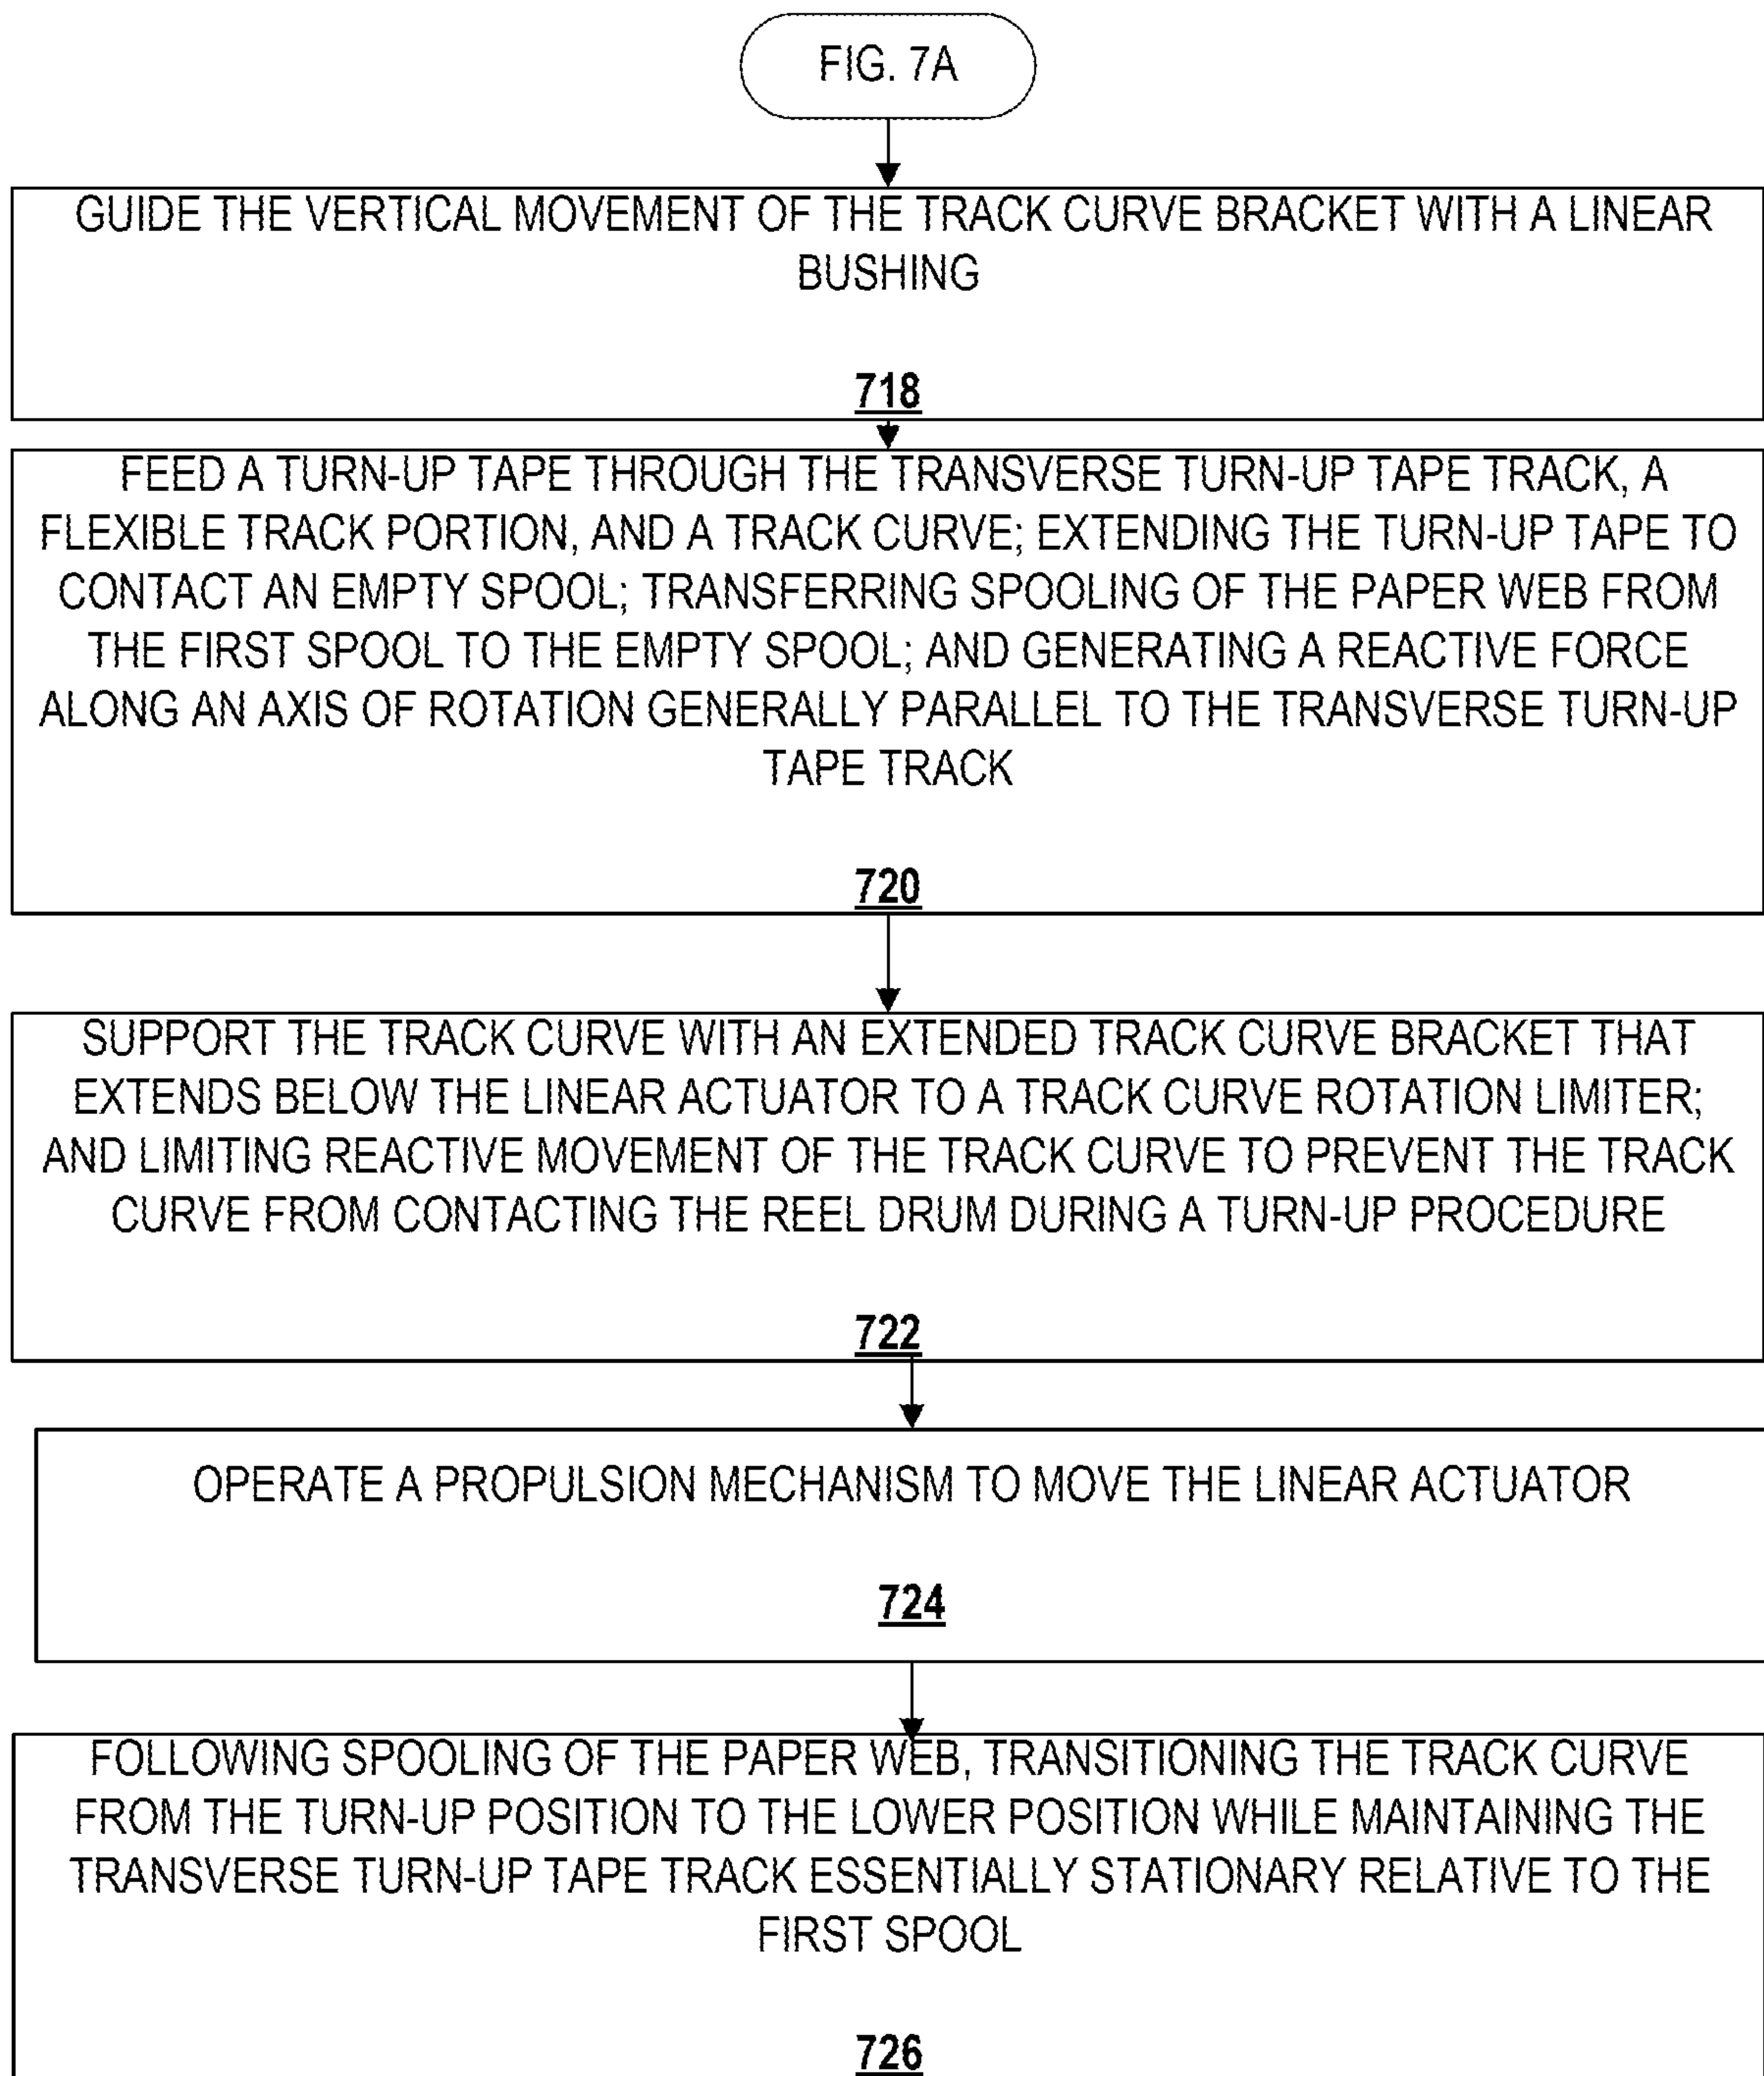 FIG. 7A
GUIDE THE VERTICAL MOVEMENT OF THE TRACK CURVE BRACKET WITH A LINEAR
BUSHING
718
FEED A TURN-UP TAPE THROUGH THE TRANSVERSE TURN-UP TAPE TRACK, A
FLEXIBLE TRACK PORTION, AND A TRACK CURVE; EXTENDING THE TURN-UP TAPE TO
CONTACT AN EMPTY SPOOL; TRANSFERRING SPOOLING OF THE PAPER WEB FROM
THE FIRST SPOOL TO THE EMPTY SPOOL; AND GENERATING A REACTIVE FORCE
ALONG AN AXIS OF ROTATION GENERALLY PARALLEL TO THE TRANSVERSE TURN-UP
TAPE TRACK
720
SUPPORT THE TRACK CURVE WITH AN EXTENDED TRACK CURVE BRACKET THAT
EXTENDS BELOW THE LINEAR ACTUATOR TO A TRACK CURVE ROTATION LIMITER;
AND LIMITING REACTIVE MOVEMENT OF THE TRACK CURVE TO PREVENT THE TRACK
CURVE FROM CONTACTING THE REEL DRUM DURING A TURN-UP PROCEDURE
722
OPERATE A PROPULSION MECHANISM TO MOVE THE LINEAR ACTUATOR
724
FOLLOWING SPOOLING OF THE PAPER WEB, TRANSITIONING THE TRACK CURVE
FROM THE TURN-UP POSITION TO THE LOWER POSITION WHILE MAINTAINING THE
TRANSVERSE TURN-UP TAPE TRACK ESSENTIALLY STATIONARY RELATIVE TO THE
FIRST SPOOL
726